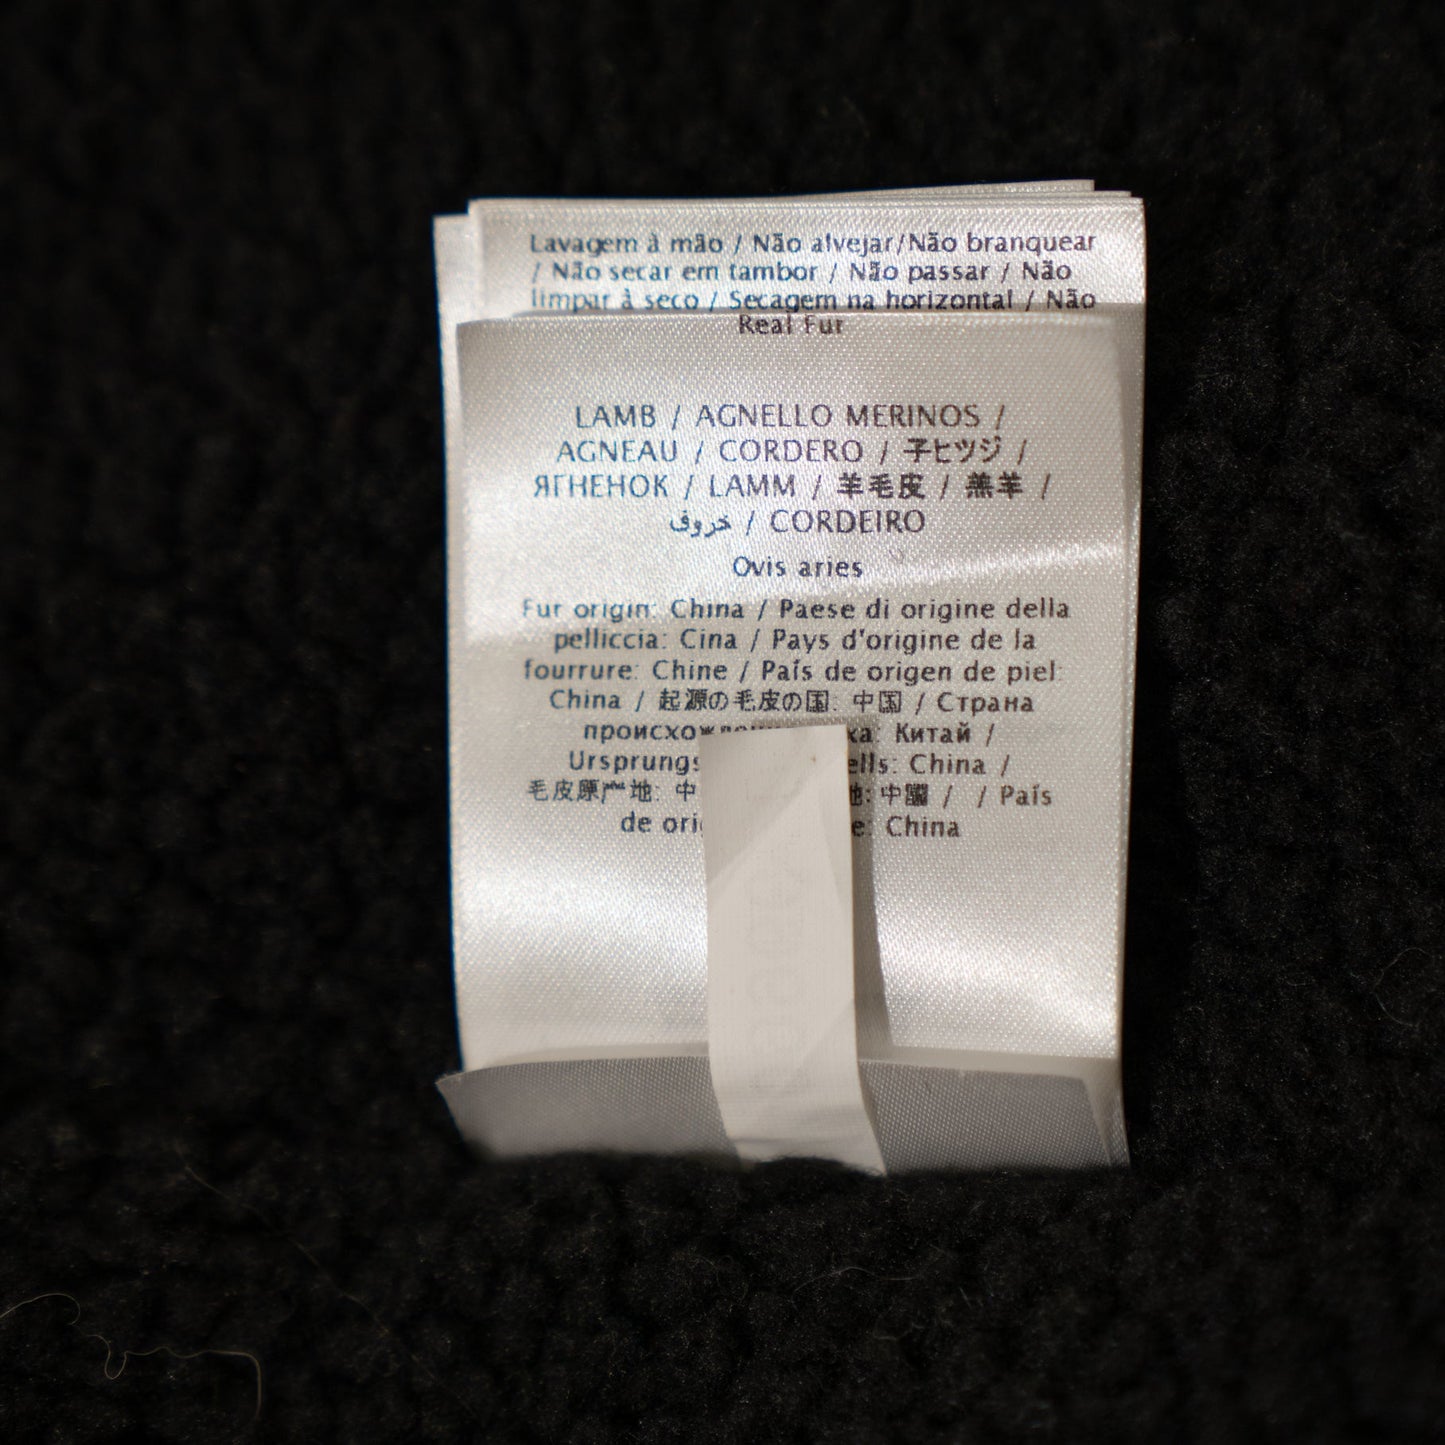 Lavagem à mão / Não alvejar/Não branquear
/ Não secar em tambor / Não passar / Não
limpar à seco / Secagem na horizontal / Não
Real Fur
LAMB / AGNELLO MERINOS /
AGNEAU / CORDERO / 子ヒツジ /
ЯГНЕНОК / LAMM / 羊毛皮 / 羔羊 /
خروف / CORDEIRO
Ovis aries
Fur origin: China / Paese di origine della
pelliccia: Cina / Pays d'origine de la
fourrure: Chine / País de origen de piel:
China / 起源の毛皮の国: 中国 / Страна
Китай /
China /
毛皮原产地: 中國 / / País
de China